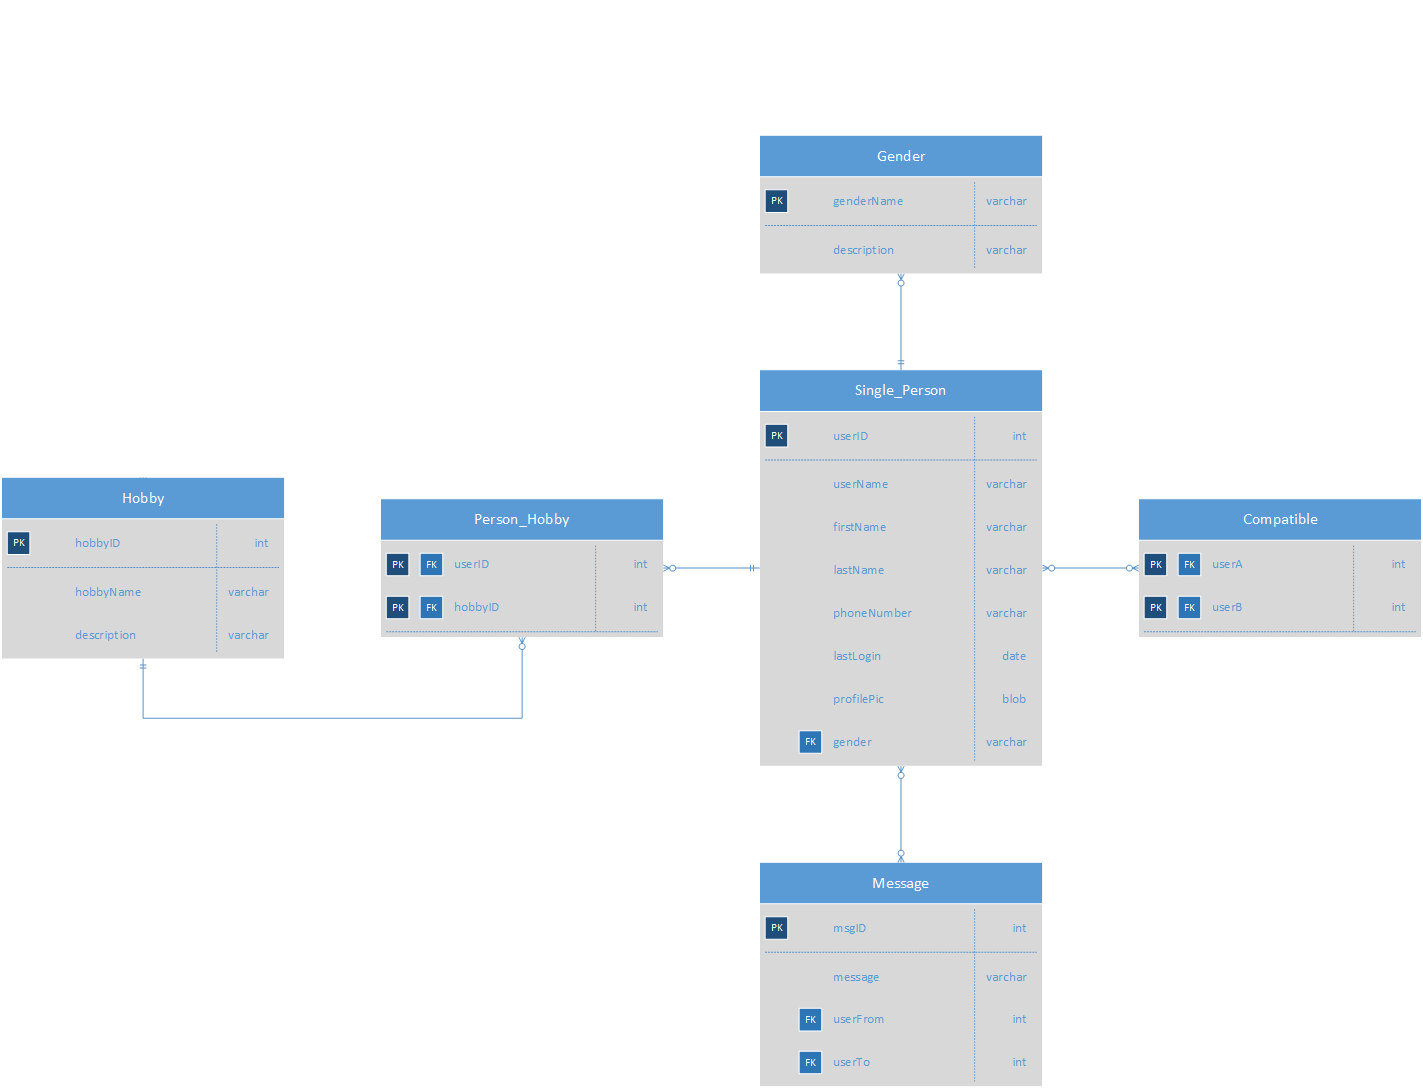 Gender
PK genderName varchar
description varchar
Single_Person
PK userID int
userName varchar
firstName varchar
lastName varchar
phoneNumber varchar
lastLogin date
profilePic blob
FK gender varchar
Hobby
PK hobbyID int
hobbyName varchar
description varchar
Person_Hobby
PK FK userID int
PK FK hobbyID int
Compatible
PK FK userA int
PK FK userB int
Message
PK msgID int
message varchar
FK userFrom int
FK userTo int